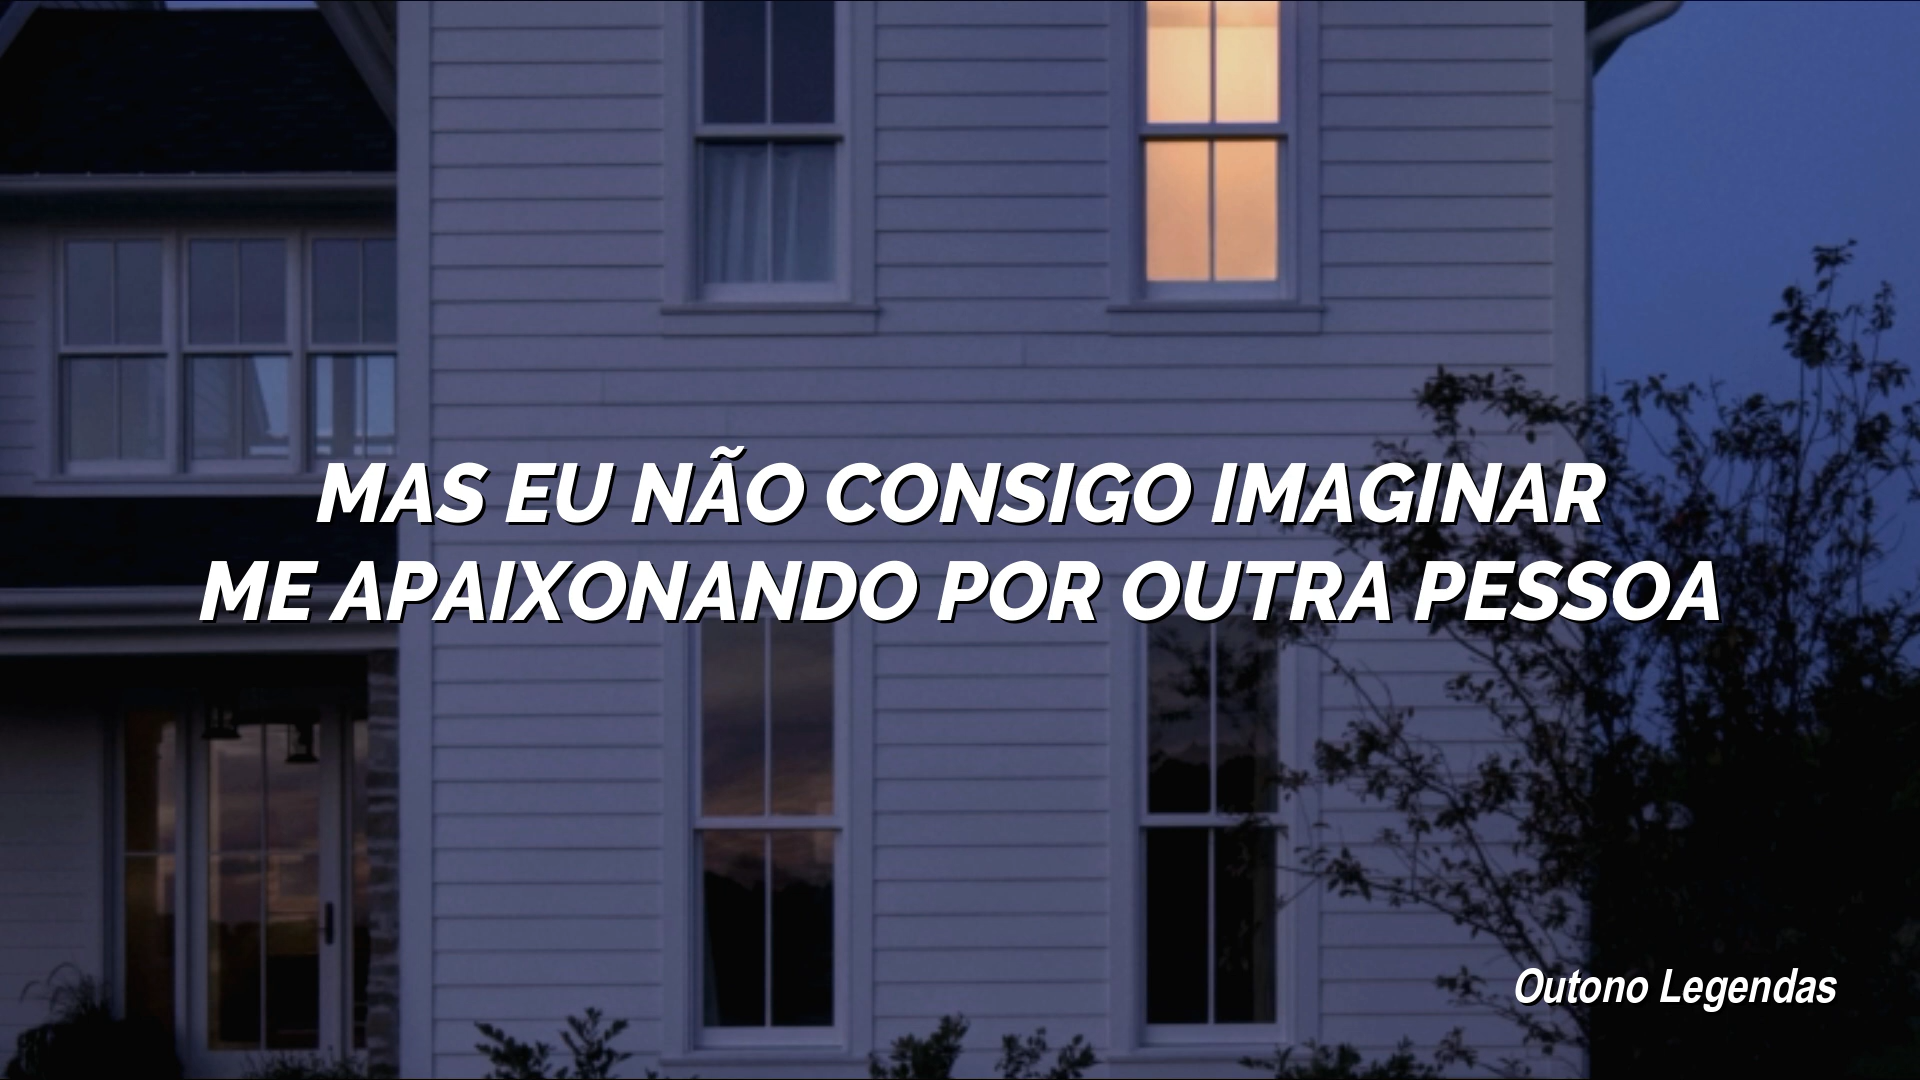 MAS EU NÃO CONSIGO IMAGINAR
ME APAIXONANDO POR OUTRA PESSOA
Outono Legendas